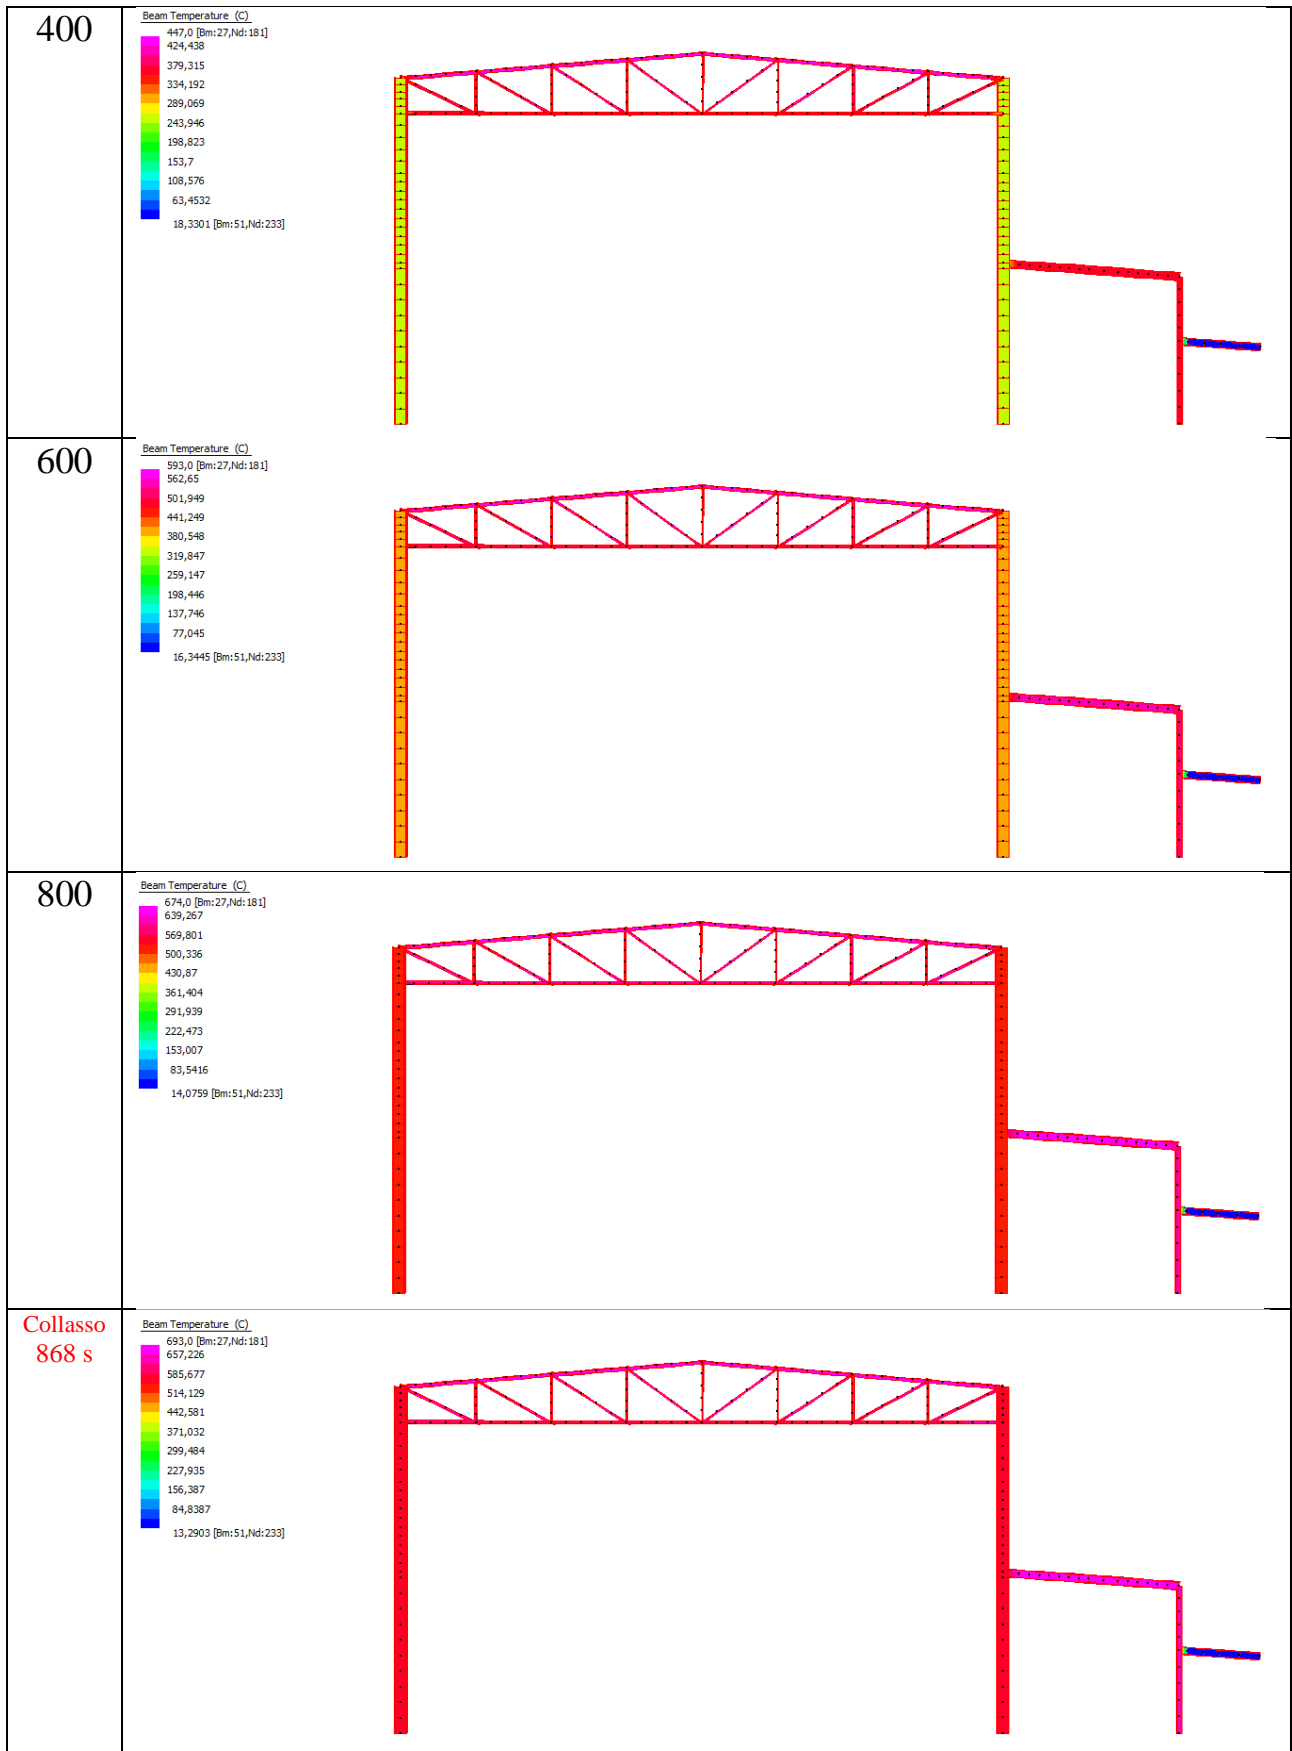 400
Beam Temperature (C)
447,0 [Bm:27,Nd:181]
424,438
379,315
334,192
289,069
243,946
198,823
153,7
108,576
63,4532
18,3301 [Bm:51,Nd:233]
600
Beam Temperature (C)
593,0 [Bm:27,Nd:181]
562,65
501,949
441,249
380,548
319,847
259,147
198,446
137,746
77,045
16,3445 [Bm:51,Nd:233]
800
Beam Temperature (C)
674,0 [Bm:27,Nd:181]
639,267
569,801
500,336
430,87
361,404
291,939
222,473
153,007
83,5416
14,0759 [Bm:51,Nd:233]
Collasso
868 s
Beam Temperature (C)
693,0 [Bm:27,Nd:181]
657,226
585,677
514,129
442,581
371,032
299,484
227,935
156,387
84,8387
13,2903 [Bm:51,Nd:233]